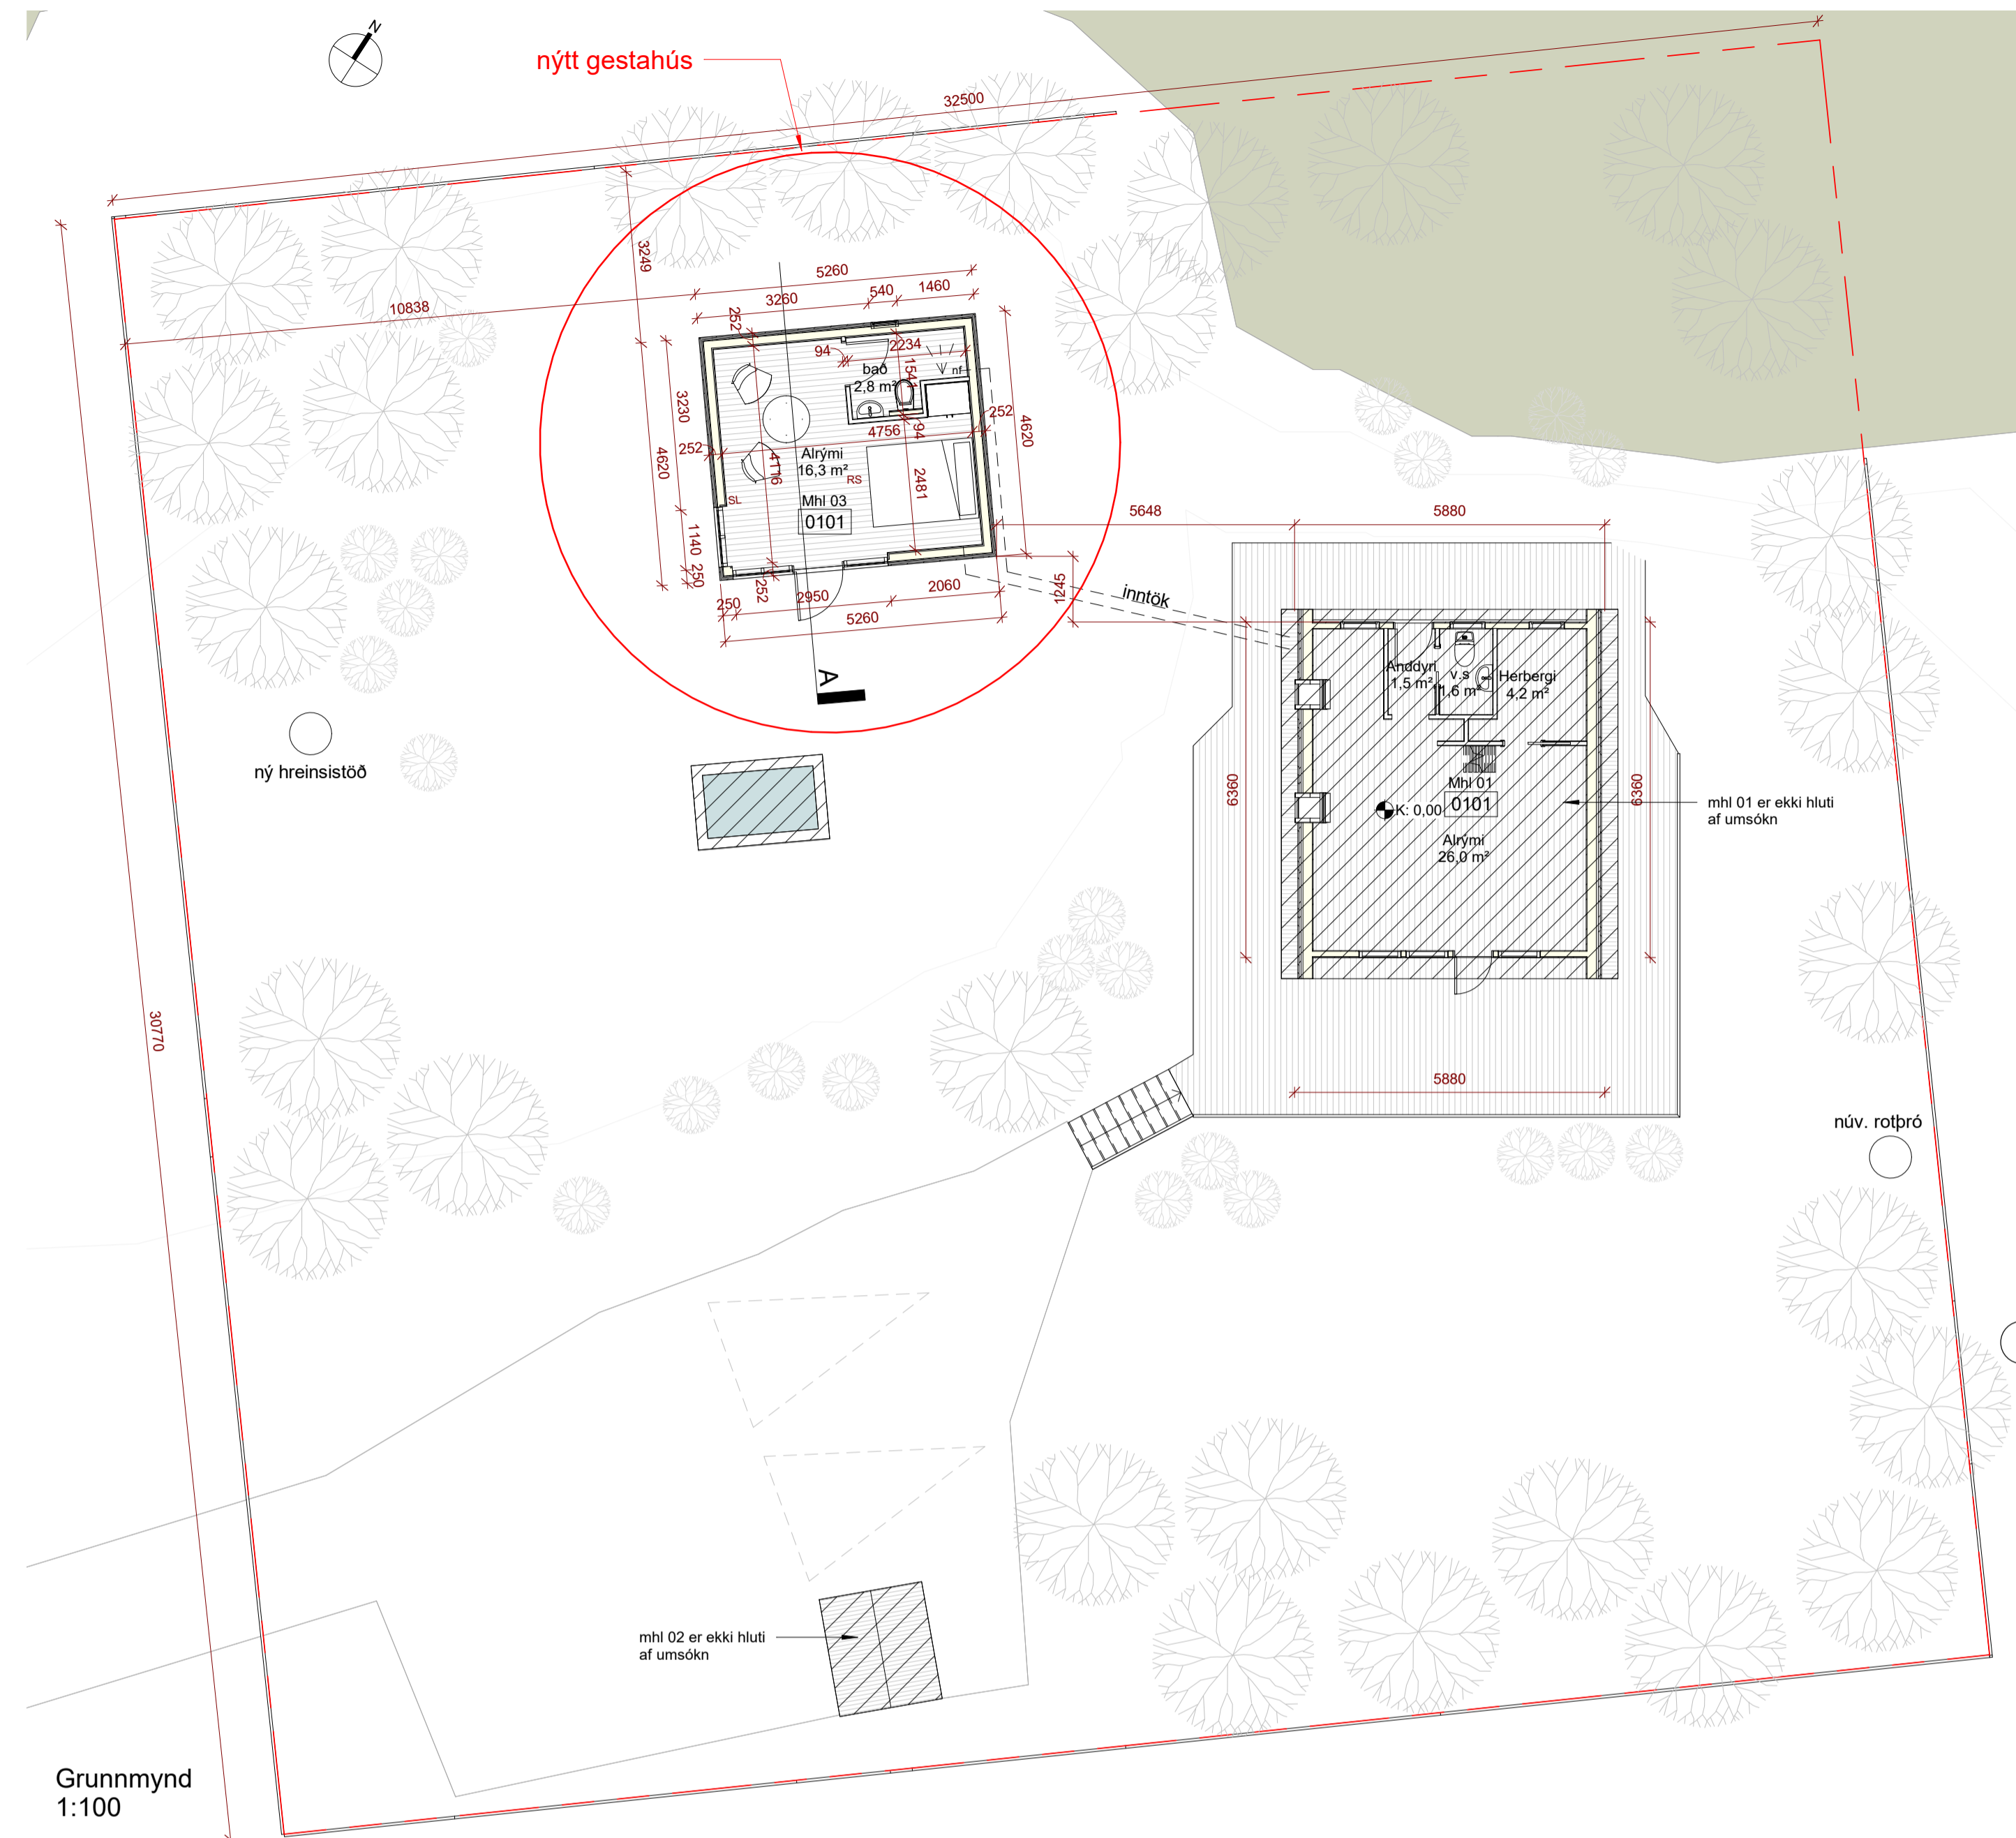 N
nýtt gestahús
32500
3249
5260
10838
3260
540
1460
252
94
2234
1541
bað
2,8 m²
nf
3230
4620
252
4756
94
252
4620
Alrými
16,3 m²
4116
RS
2481
SL
Mhl 03
0101
1140
250
252
250
2950
2060
5260
5648
5880
1245
inntök
A
Anddyri
1,5 m²
v.s
1,6 m²
Herbergi
4,2 m²
ný hreinsistöð
6360
Mhl 01
0101
K: 0,00
6360
mhl 01 er ekki hluti
af umsókn
Alrými
26,0 m²
30770
5880
núv. rotþró
mhl 02 er ekki hluti
af umsókn
Grunnmynd
1:100